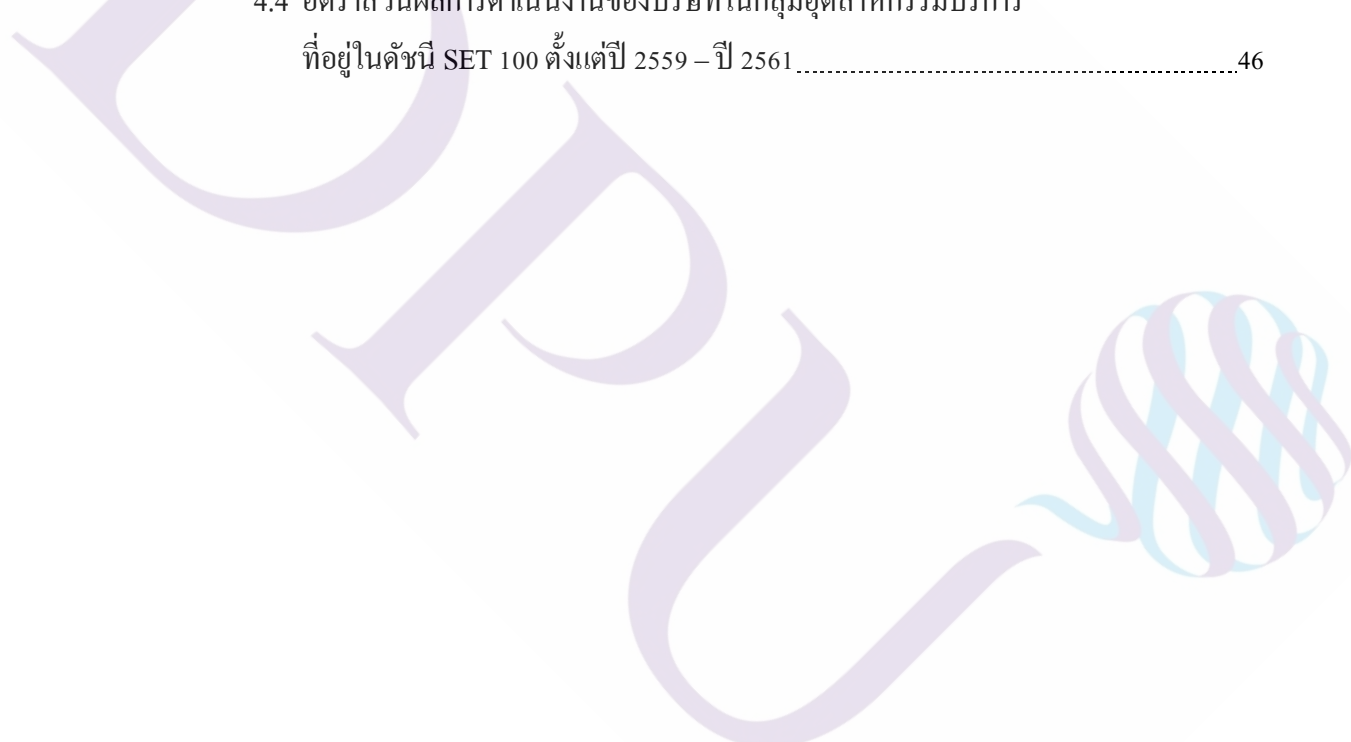 4.4 อัตราส่วนผลการดำเนินงานของบริษัทในกลุ่มอุตสาหกรรมบริการ
ที่อยู่ในดัชนี SET 100 ตั้งแต่ปี 2559 – ปี 2561 46
DPU